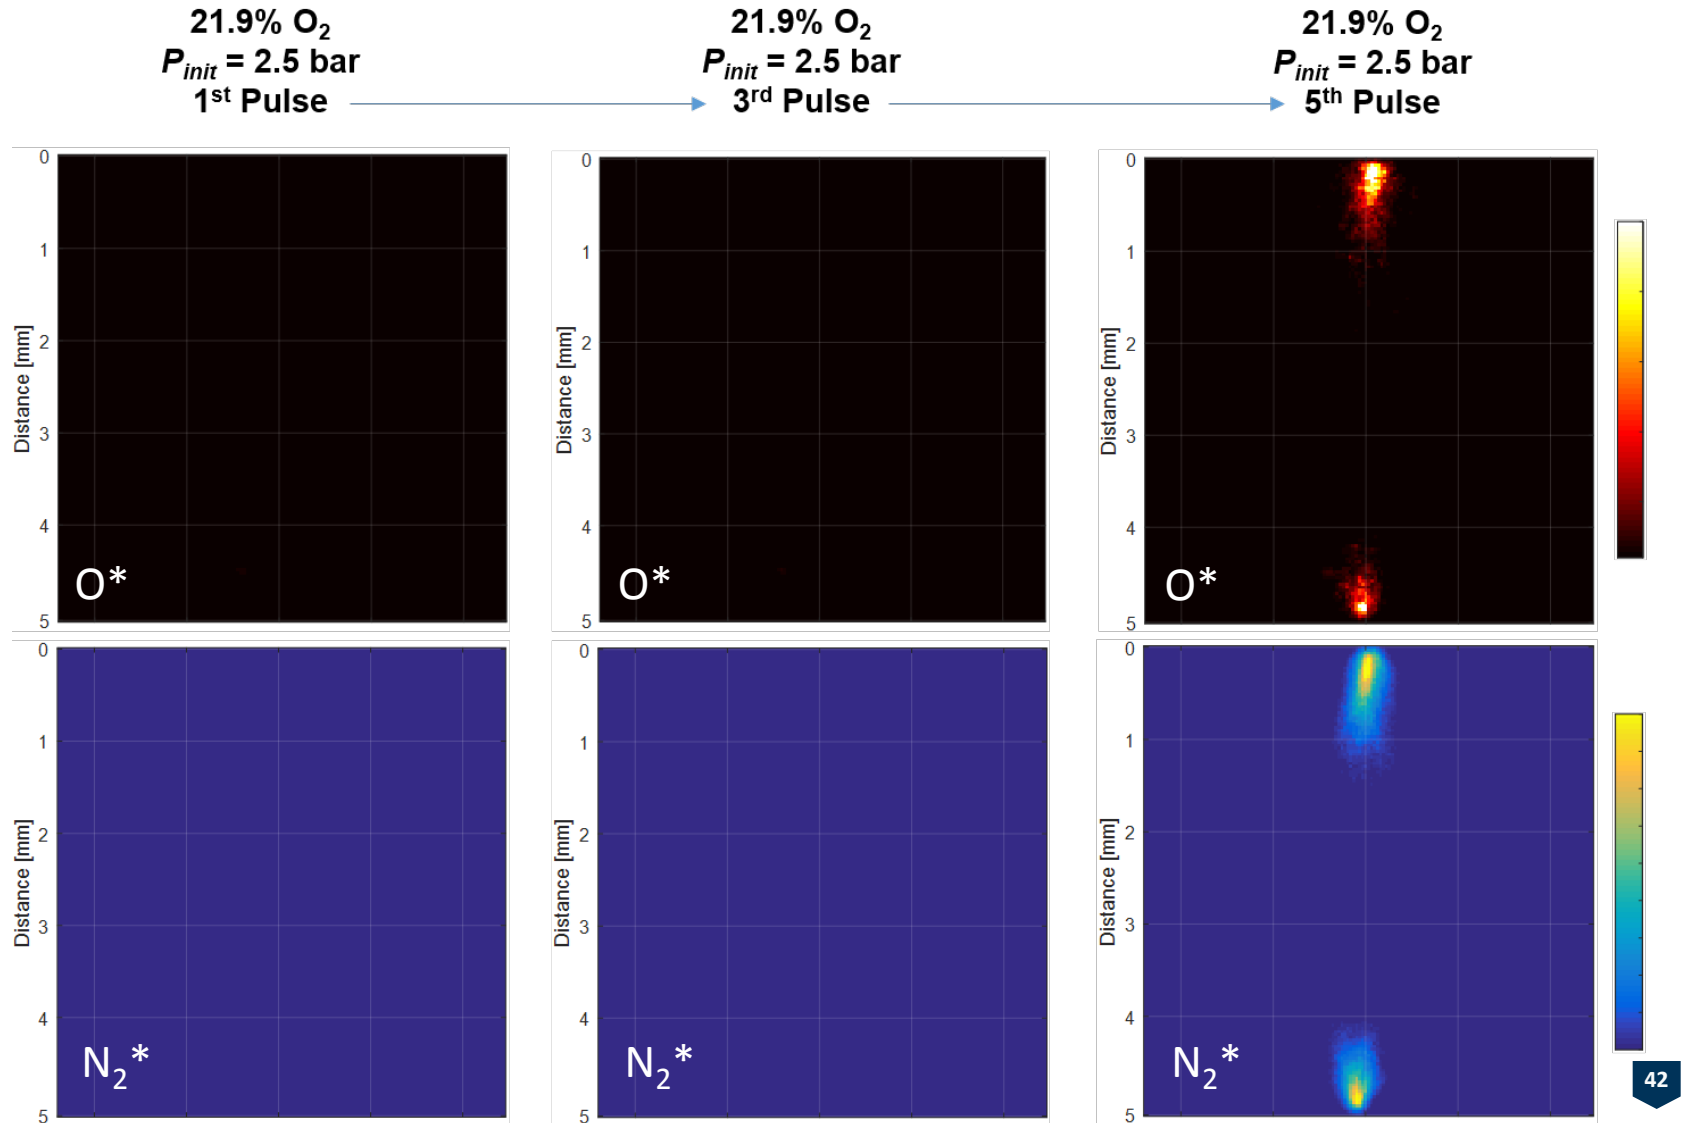 21.9% O₂
P_init = 2.5 bar
1ˢᵗ Pulse
21.9% O₂
P_init = 2.5 bar
3ʳᵈ Pulse
21.9% O₂
P_init = 2.5 bar
5ᵗʰ Pulse
0
1
2
3
4
5
Distance [mm]
O*
0
1
2
3
4
5
Distance [mm]
O*
0
1
2
3
4
5
Distance [mm]
O*
0
1
2
3
4
5
Distance [mm]
N₂*
0
1
2
3
4
5
Distance [mm]
N₂*
0
1
2
3
4
5
Distance [mm]
N₂*
42